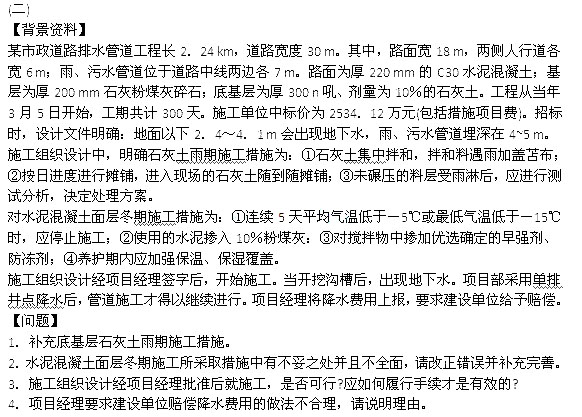 (二)
【背景资料】
某市政道路排水管道工程长 2．24 km，道路宽度 30 m。其中，路面宽 18 m，两侧人行道各
宽 6 m；雨、污水管道位于道路中线两边各 7 m。路面为厚 220 mm 的 C30 水泥混凝土；基
层为厚 200 mm 石灰粉煤灰碎石；底基层为厚 300 n 吼、剂量为 10%的石灰土。工程从当年
3 月 5 日开始，工期共计 300 天。施工单位中标价为 2534．12 万元(包括措施项目费)。招标
时，设计文件明确：地面以下 2．4～4．1 m 会出现地下水，雨、污水管道埋深在 4~5 m。
施工组织设计中，明确石灰土雨期施工措施为：①石灰土集中拌和，拌和料遇雨加盖苫布；
②按日进度进行摊铺，进入现场的石灰土随到随摊铺；③未碾压的料层受雨淋后，应进行测
试分析，决定处理方案。
对水泥混凝土面层冬期施工措施为：①连续 5 天平均气温低于－5℃或最低气温低于－15℃
时，应停止施工；②使用的水泥掺入 10%粉煤灰；③对搅拌物中掺加优选确定的早强剂、
防冻剂；④养护期内应加强保温、保湿覆盖。
施工组织设计经项目经理签字后，开始施工。当开挖沟槽后，出现地下水。项目部采用单排
井点降水后，管道施工才得以继续进行。项目经理将降水费用上报，要求建设单位给予赔偿。
【问题】
1．补充底基层石灰土雨期施工措施。
2．水泥混凝土面层冬期施工所采取措施中有不妥之处并且不全面，请改正错误并补充完善。
3．施工组织设计经项目经理批准后就施工，是否可行?应如何履行手续才是有效的?
4．项目经理要求建设单位赔偿降水费用的做法不合理，请说明理由。